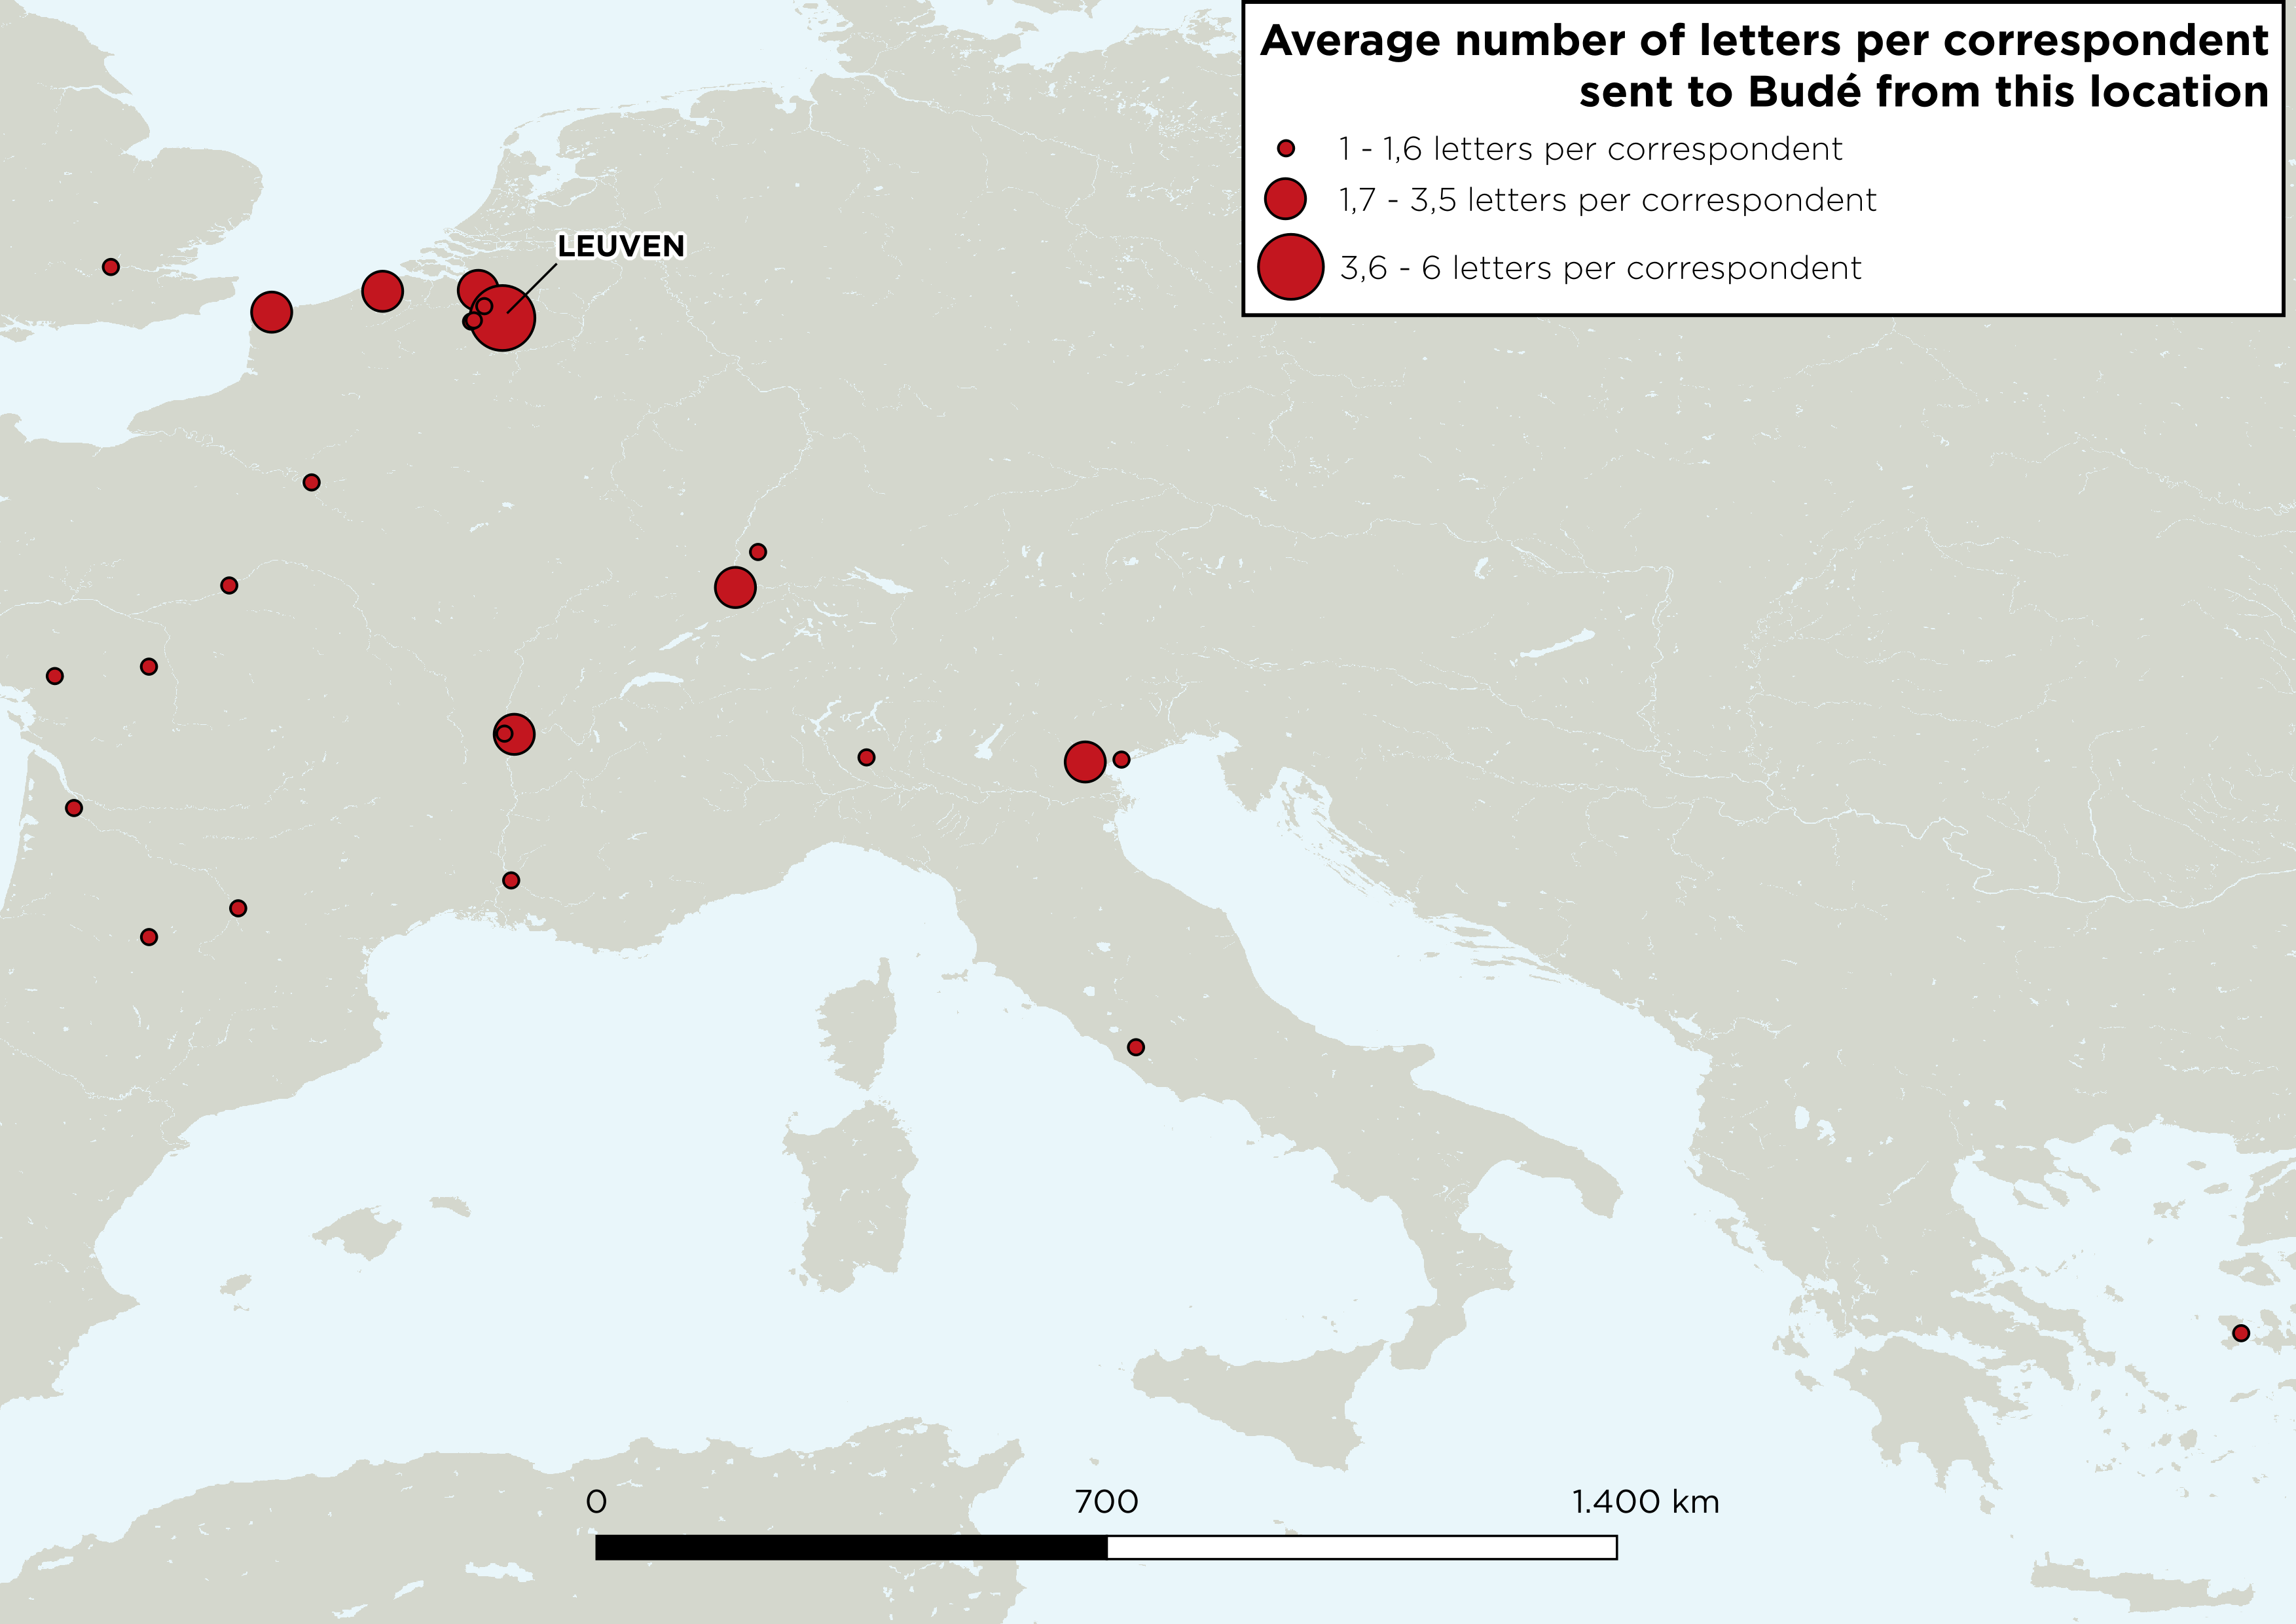 Average number of letters per correspondent
sent to Budé from this location
1 - 1,6 letters per correspondent
1,7 - 3,5 letters per correspondent
3,6 - 6 letters per correspondent
LEUVEN
0 700 1.400 km